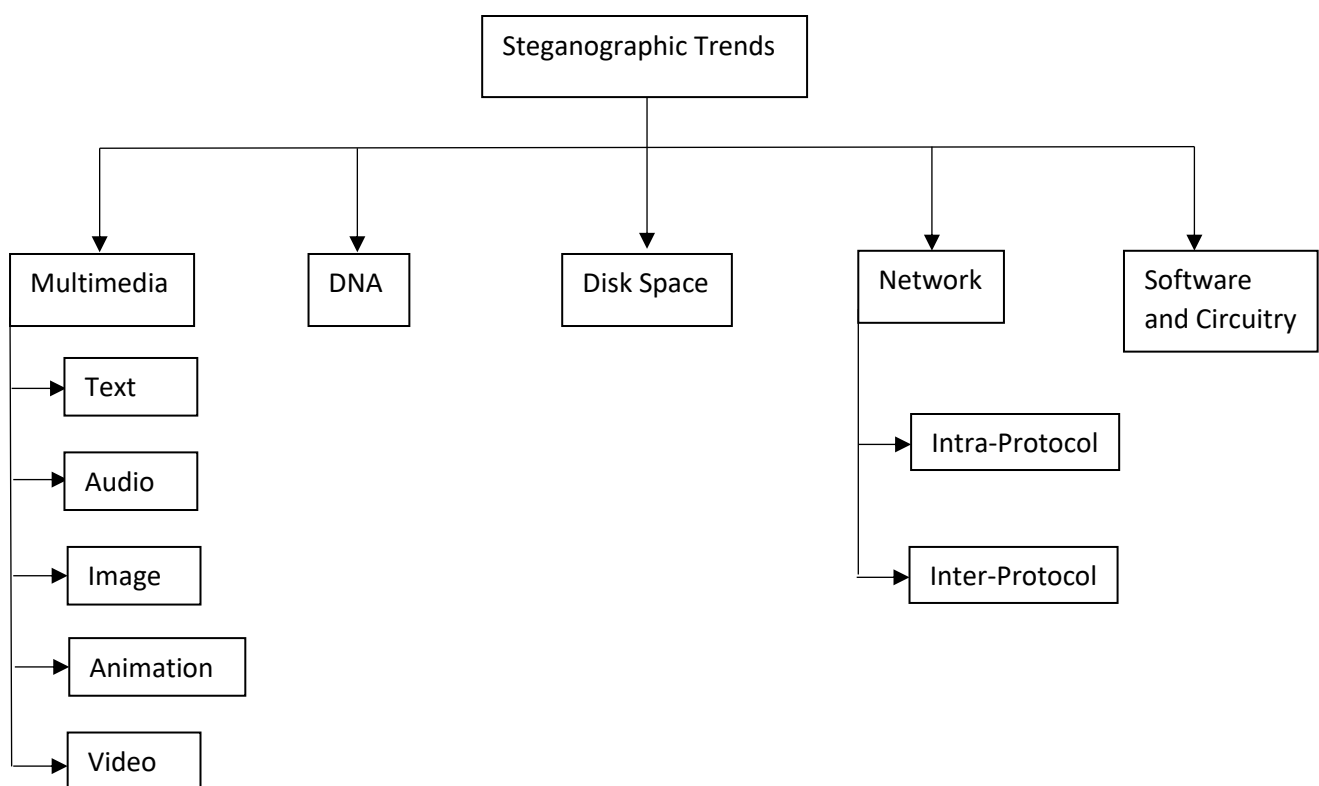 Steganographic Trends
Multimedia
DNA
Disk Space
Network
Software
and Circuitry
Text
Audio
Image
Animation
Video
Intra-Protocol
Inter-Protocol